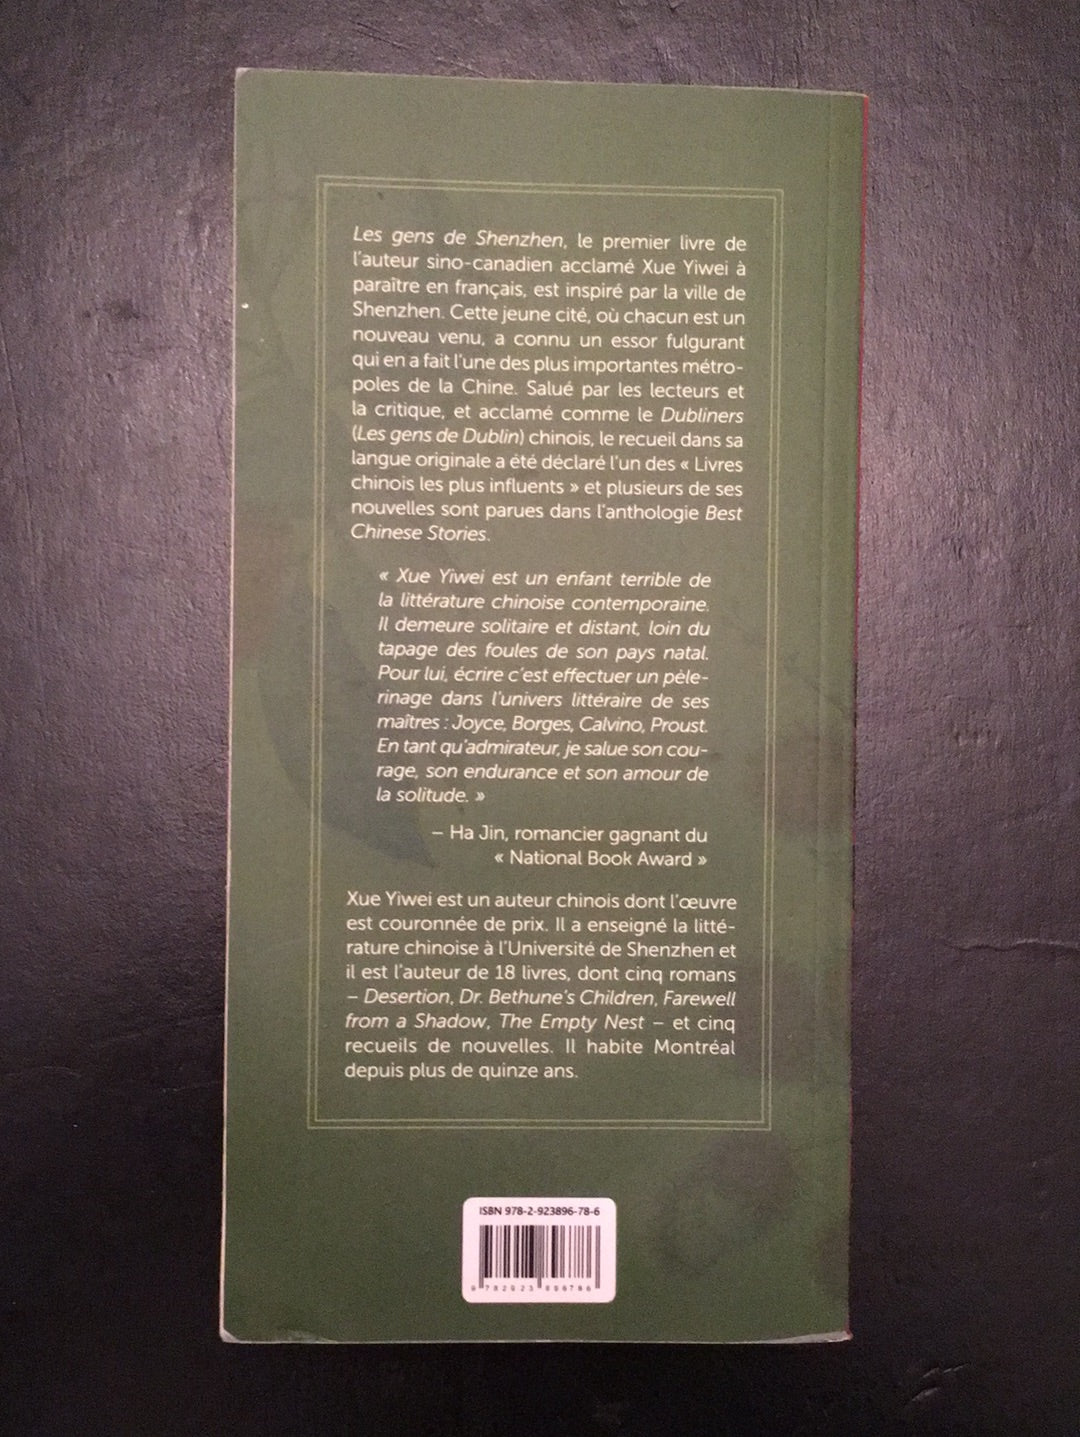 Les gens de Shenzhen, le premier livre de
l'auteur sino-canadien acclamé Xue Yiwei à
paraître en français, est inspiré par la ville de
Shenzhen. Cette jeune cité, où chacun est un
nouveau venu, a connu un essor fulgurant
qui en a fait l'une des plus importantes métro-
poles de la Chine. Salué par les lecteurs et
la critique, et acclamé comme le Dubliners
(Les gens de Dublin) chinois, le recueil dans sa
langue originale a été déclaré l'un des « Livres
chinois les plus influents » et plusieurs de ses
nouvelles sont parues dans l'anthologie Best
Chinese Stories.
« Xue Yiwei est un enfant terrible de
la littérature chinoise contemporaine.
Il demeure solitaire et distant, loin du
tapage des foules de son pays natal.
Pour lui, écrire c'est effectuer un pèle-
rinage dans l'univers littéraire de ses
maîtres : Joyce, Borges, Calvino, Proust.
En tant qu'admirateur, je salue son cou-
rage, son endurance et son amour de
la solitude. »
– Ha Jin, romancier gagnant du
« National Book Award »
Xue Yiwei est un auteur chinois dont l'œuvre
est couronnée de prix. Il a enseigné la litté-
rature chinoise à l'Université de Shenzhen et
il est l'auteur de 18 livres, dont cinq romans
– Desertion, Dr. Bethune's Children, Farewell
from a Shadow, The Empty Nest – et cinq
recueils de nouvelles. Il habite Montréal
depuis plus de quinze ans.
ISBN 978-2-923896-78-6
9 782923 896786